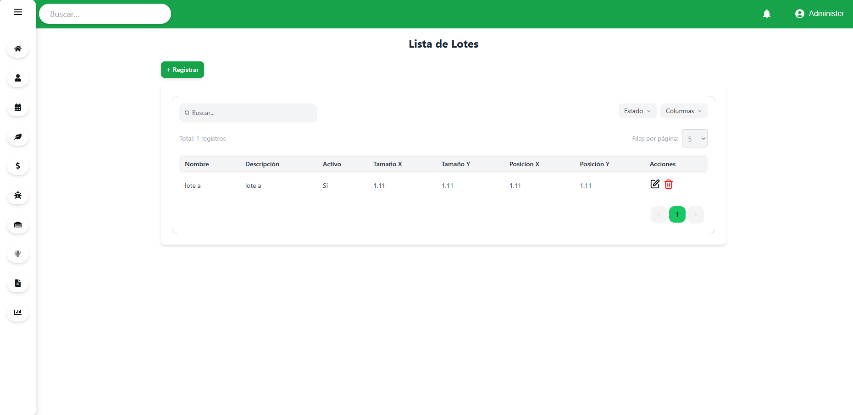 Buscar...
Administer
Lista de Lotes
+ Registrar
Buscar...
Estado
Columnas
Total: 1 registros
Filas por página: 5
Nombre Descripción Activo Tamaño X Tamaño Y Posición X Posición Y Acciones
lote a lote a Sí 1.11 1.11 1.11 1.11
1